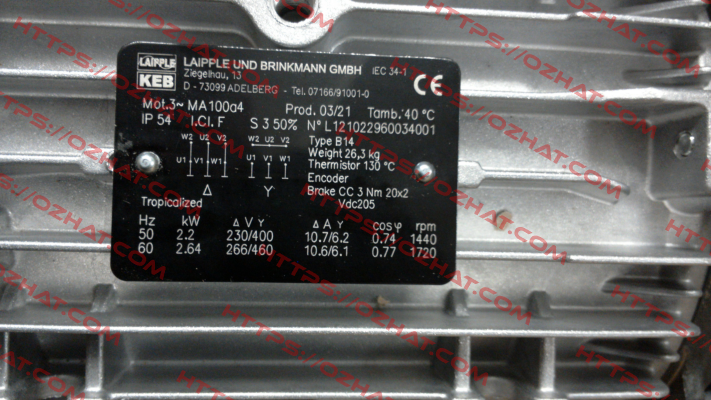 LAIPPLE
KEB
LAIPPLE UND BRINKMANN GMBH IEC 34-1
Ziegelhau, 13
D - 73099 ADELBERG - Tel. 07166/91001-0
CE
Mot.3~ MA100a4 Prod. 03/21 Tamb.:40 °C
IP 54 I.Cl. F S 3 50% N° L121022960034001
W2 U2 V2 W2 U2 V2 Type B14
Weight 26,3 kg
U1 V1 W1 U1 V1 W1 Thermistor 130 °C
Encoder
Δ Y Brake CC 3 Nm 20x2
Tropicalized Vdc205
Hz kW Δ V Y Δ A Y cos φ rpm
50 2.2 230/400 10.7/6.2 0.74 1440
60 2.64 266/460 10.6/6.1 0.77 1720
HTTPS://OZHAT.COM